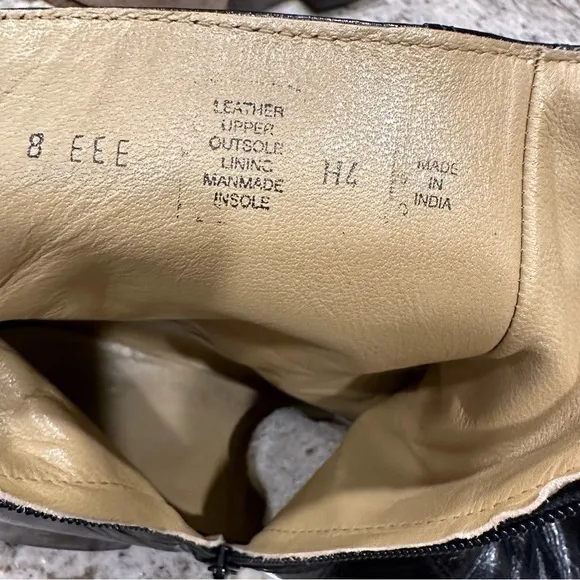 8 EEE
LEATHER
UPPER
OUTSOLE
LINING
MANMADE
INSOLE
H4
MADE
IN
INDIA